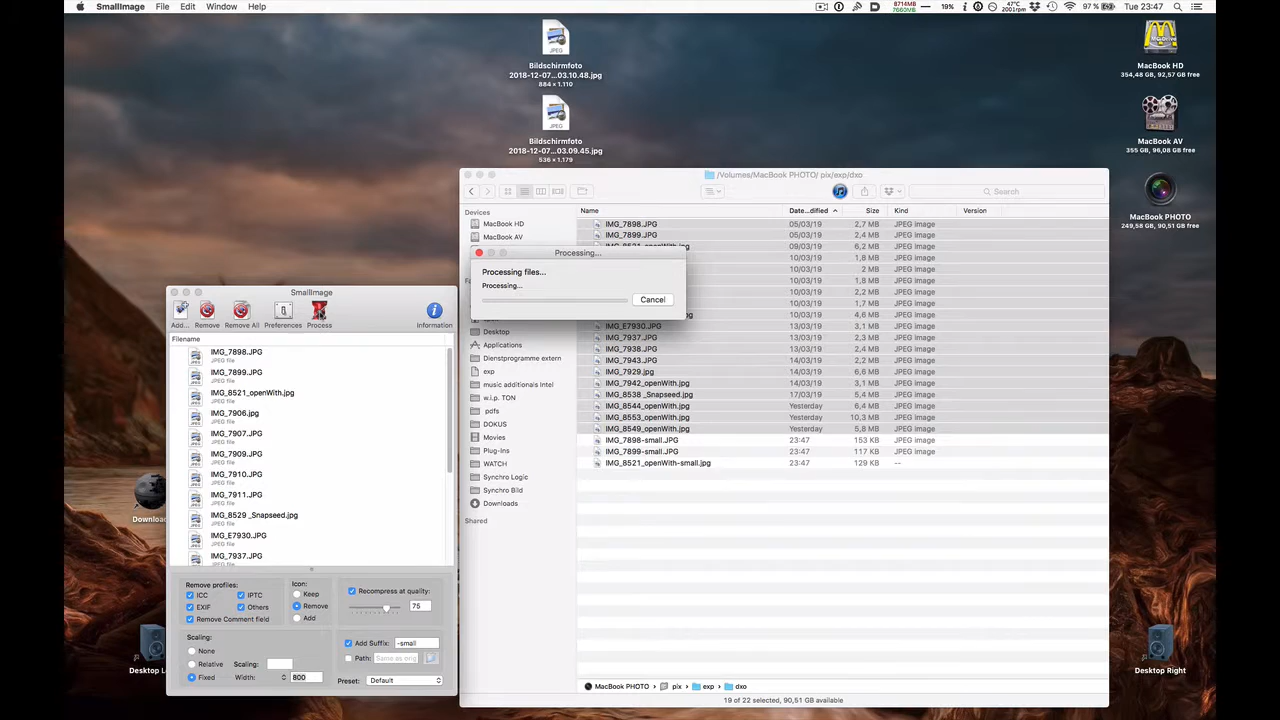 SmallImage File Edit Window Help
8714MB
7660MB
19%
47°C
2001rpm
97 %
Tue 23:47
JPEG
Bildschirmfoto
2018-12-07...03.10.48.jpg
884 × 1.110
JPEG
Bildschirmfoto
2018-12-07...03.09.45.jpg
536 × 1.179
MacBook HD
354,48 GB, 92,57 GB free
MacBook AV
355 GB, 96,08 GB free
MacBook PHOTO
249,58 GB, 90,51 GB free
Desktop Right
/Volumes/MacBook PHOTO/ pix/exp/dxo
Search
Devices
MacBook HD
MacBook AV
Desktop
Applications
Dienstprogramme extern
exp
music additionals Intel
w.i.p. TON
pdfs
DOKUS
Movies
Plug-Ins
WATCH
Synchro Logic
Synchro Bild
Downloads
Shared
Name Date...dified Size Kind Version
IMG_7898.JPG 05/03/19 2,7 MB JPEG image
IMG_7899.JPG 05/03/19 2,4 MB JPEG image
IMG_8521_openWith.jpg 09/03/19 6,2 MB JPEG image
10/03/19 1,8 MB JPEG image
10/03/19 2 MB JPEG image
10/03/19 1,8 MB JPEG image
10/03/19 1,2 MB JPEG image
10/03/19 1,7 MB JPEG image
10/03/19 4,6 MB JPEG image
IMG_E7930.JPG 13/03/19 3,1 MB JPEG image
IMG_7937.JPG 14/03/19 2,8 MB JPEG image
IMG_7938.JPG 14/03/19 2,8 MB JPEG image
IMG_7943.JPG 14/03/19 2,2 MB JPEG image
IMG_7929.jpg 14/03/19 6,6 MB JPEG image
IMG_7942_openWith.jpg 14/03/19 3,1 MB JPEG image
IMG_8538 _Snapseed.jpg 17/03/19 2,5 MB JPEG image
IMG_8544_openWith.jpg Yesterday 6,4 MB JPEG image
IMG_8553_openWith.jpg Yesterday 10,3 MB JPEG image
IMG_8549_openWith.jpg Yesterday 5,8 MB JPEG image
IMG_7898-small.JPG 23:47 153 KB JPEG image
IMG_7899-small.JPG 23:47 117 KB JPEG image
IMG_8521_openWith-small.jpg 23:47 129 KB --
MacBook PHOTO pix exp dxo
19 of 22 selected, 90,51 GB available
Processing...
Processing files...
Processing...
Cancel
SmallImage
Add... Remove Remove All Preferences Process Information
Filename
IMG_7898.JPG
JPEG file
IMG_7899.JPG
JPEG file
IMG_8521_openWith.jpg
JPEG file
IMG_7906.jpg
JPEG file
IMG_7907.JPG
JPEG file
IMG_7909.JPG
JPEG file
IMG_7910.JPG
JPEG file
IMG_7911.JPG
JPEG file
IMG_8529 _Snapseed.jpg
JPEG file
IMG_E7930.JPG
JPEG file
IMG_7937.JPG
JPEG file
Remove profiles:
ICC IPTC
EXIF Others
Remove Comment field
Icon:
Keep
Remove
Add
Recompress at quality:
75
Scaling:
None
Relative Scaling:
Fixed Width: 800
Add Suffix: -small
Path: Same as orig
Preset: Default
Downloa
Desktop L